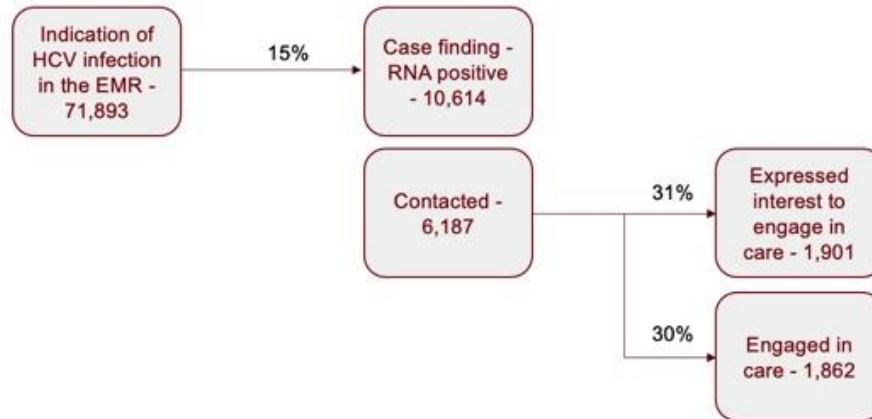 Indication of
HCV infection
in the EMR -
71,893
15%
Case finding -
RNA positive
- 10,614
Contacted -
6,187
31%
Expressed
interest to
engage in
care - 1,901
30%
Engaged in
care - 1,862